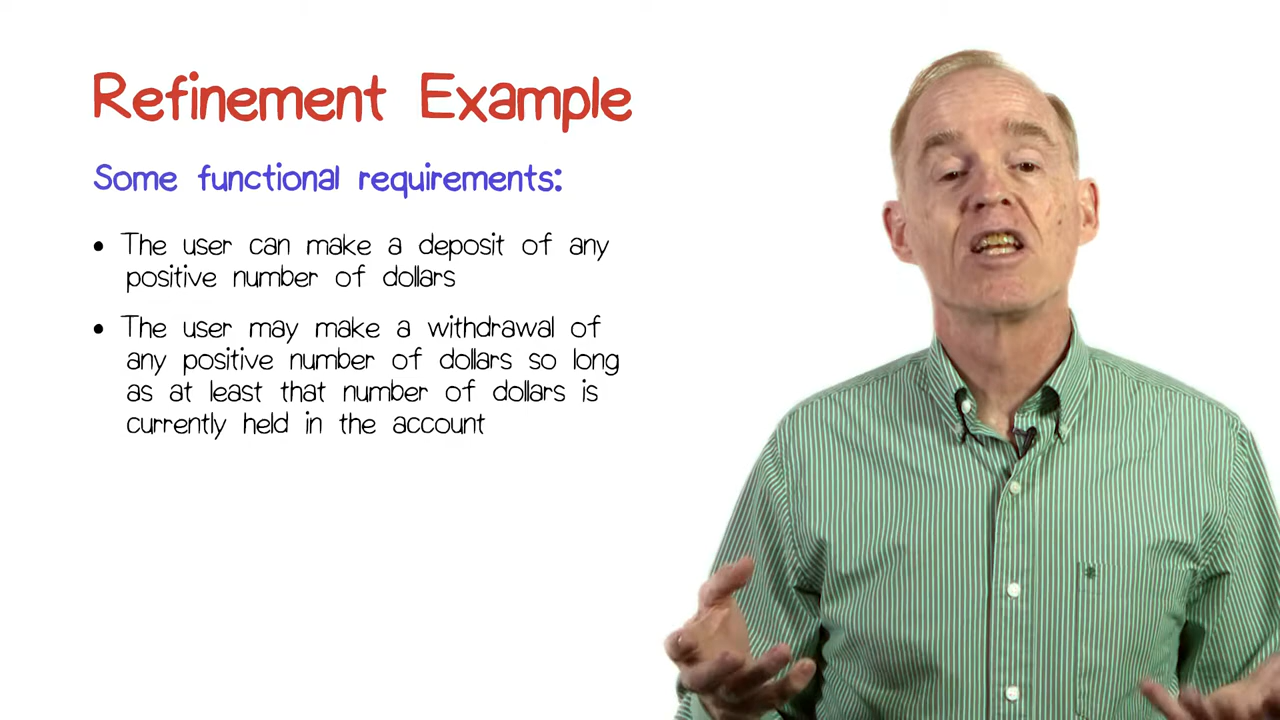 Refinement Example
Some functional requirements:
• The user can make a deposit of any
positive number of dollars
• The user may make a withdrawal of
any positive number of dollars so long
as at least that number of dollars is
currently held in the account